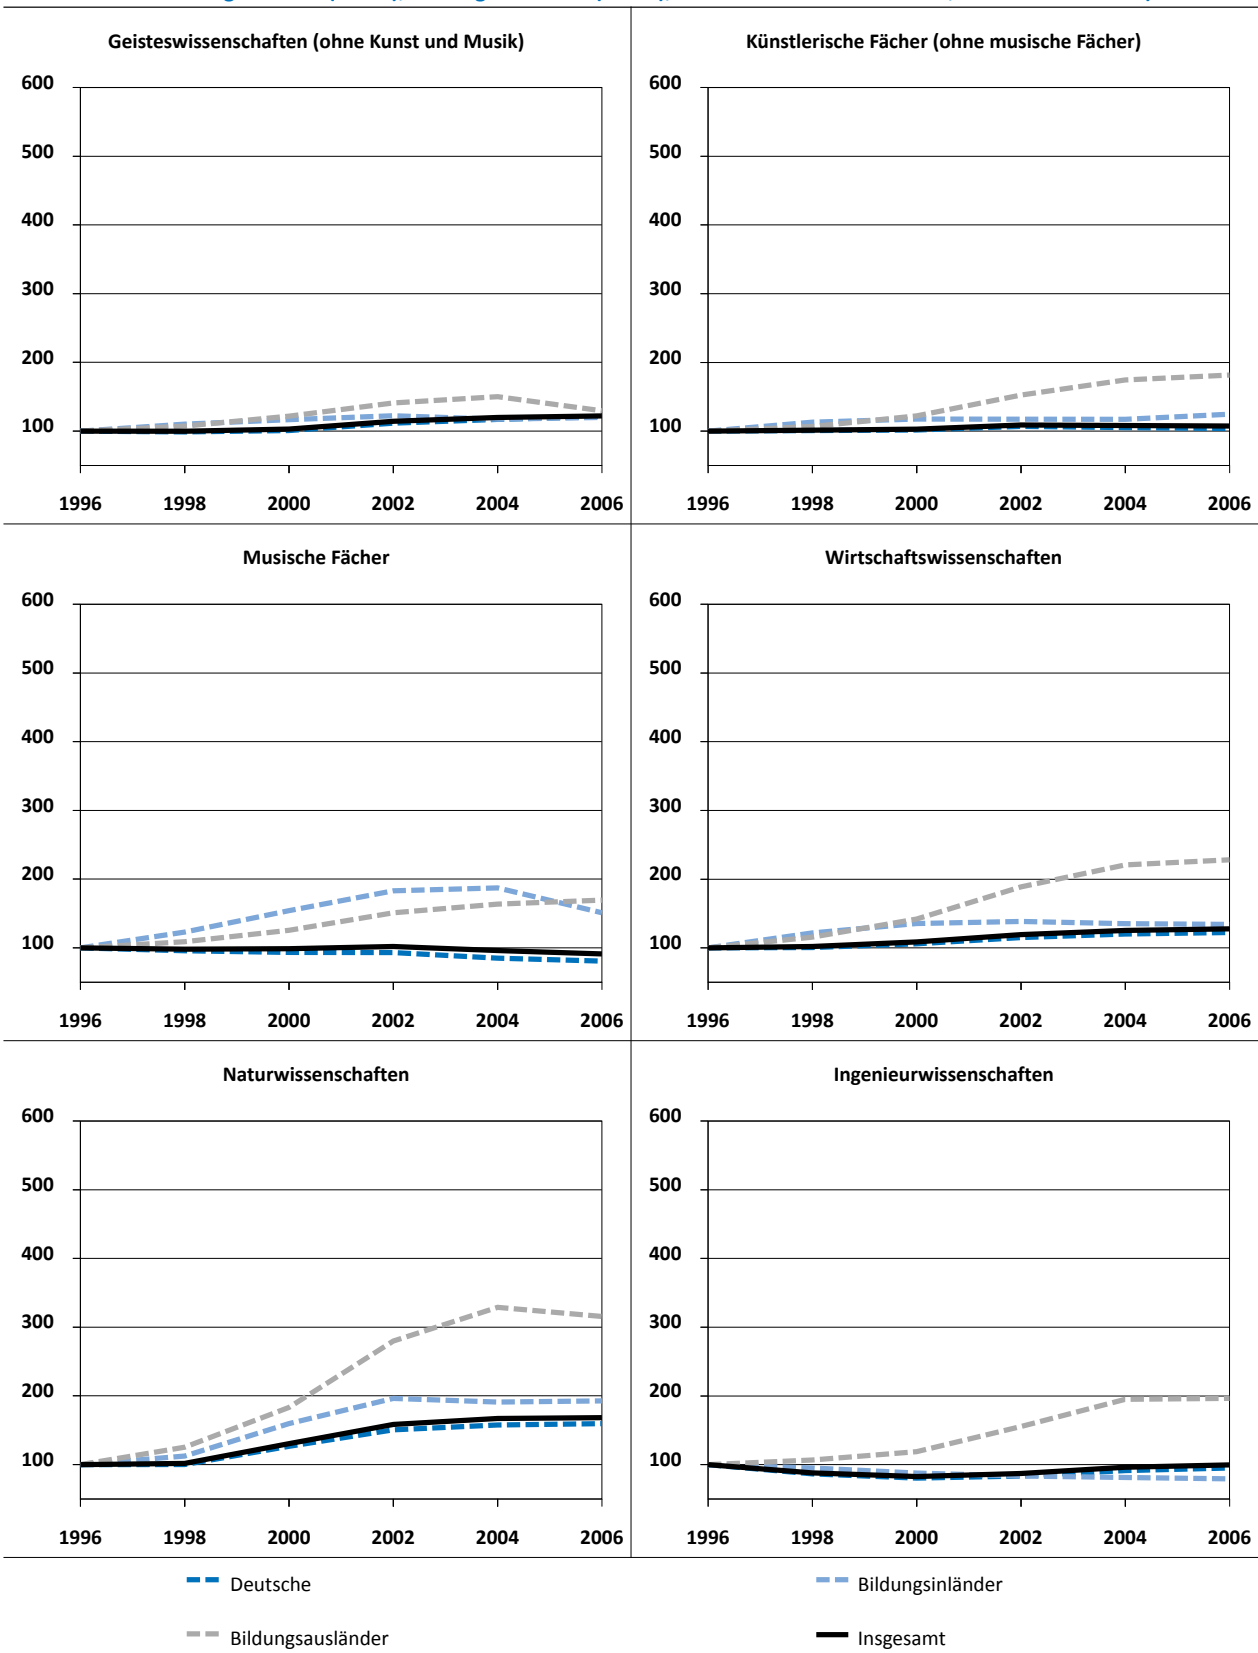 Geisteswissenschaften (ohne Kunst und Musik)
600
500
400
300
200
100
1996 1998 2000 2002 2004 2006
Künstlerische Fächer (ohne musische Fächer)
600
500
400
300
200
100
1996 1998 2000 2002 2004 2006
Musische Fächer
600
500
400
300
200
100
1996 1998 2000 2002 2004 2006
Wirtschaftswissenschaften
600
500
400
300
200
100
1996 1998 2000 2002 2004 2006
Naturwissenschaften
600
500
400
300
200
100
1996 1998 2000 2002 2004 2006
Ingenieurwissenschaften
600
500
400
300
200
100
1996 1998 2000 2002 2004 2006
Deutsche
Bildungsinländer
Bildungsausländer
Insgesamt